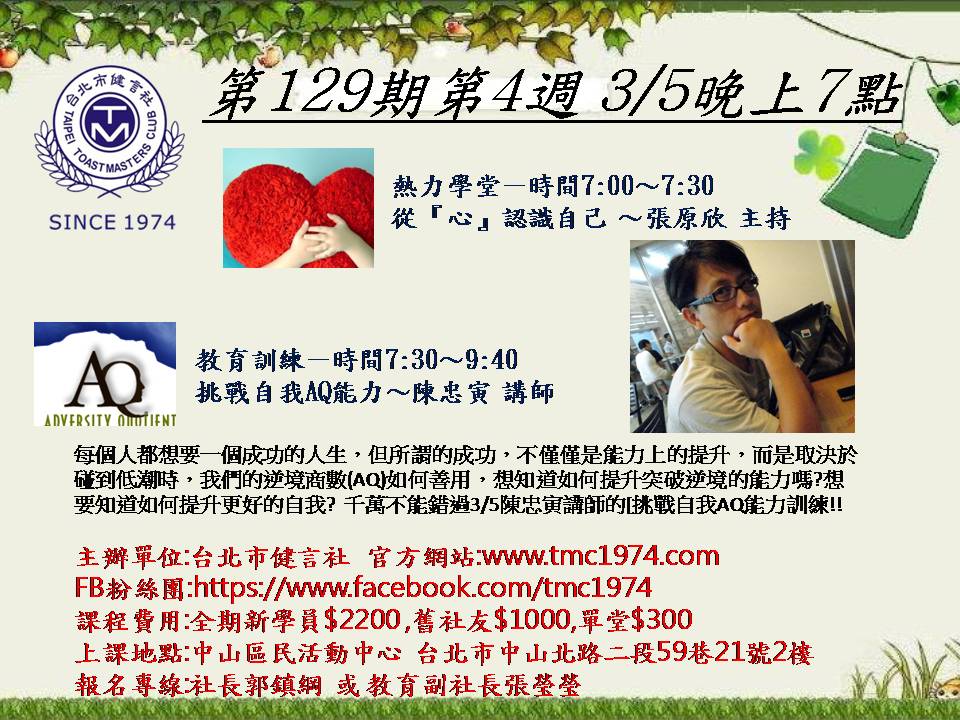 台北市健言社
TAIPEI TOASTMASTERS CLUB
TM
SINCE 1974
第129期第4週 3/5晚上7點
熱力學堂－時間7:00～7:30
從『心』認識自己 ～張原欣 主持
AQ
ADVERSITY QUOTIENT
教育訓練－時間7:30～9:40
挑戰自我AQ能力～陳忠寅 講師
每個人都想要一個成功的人生，但所謂的成功，不僅僅是能力上的提升，而是取決於
碰到低潮時，我們的逆境商數(AQ)如何善用，想知道如何提升突破逆境的能力嗎?想
要知道如何提升更好的自我? 千萬不能錯過3/5陳忠寅講師的[挑戰自我AQ能力訓練!!
主辦單位:台北市健言社 官方網站:www.tmc1974.com
FB粉絲團:https://www.facebook.com/tmc1974
課程費用:全期新學員$2200 ,舊社友$1000,單堂$300
上課地點:中山區民活動中心 台北市中山北路二段59巷21號2樓
報名專線:社長郭鎮綱 或 教育副社長張瑩瑩